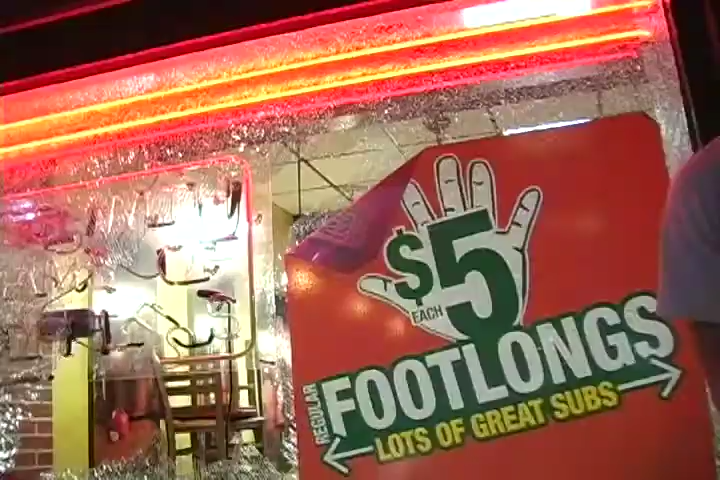 $5
EACH
REGULAR
FOOTLONGS
LOTS OF GREAT SUBS